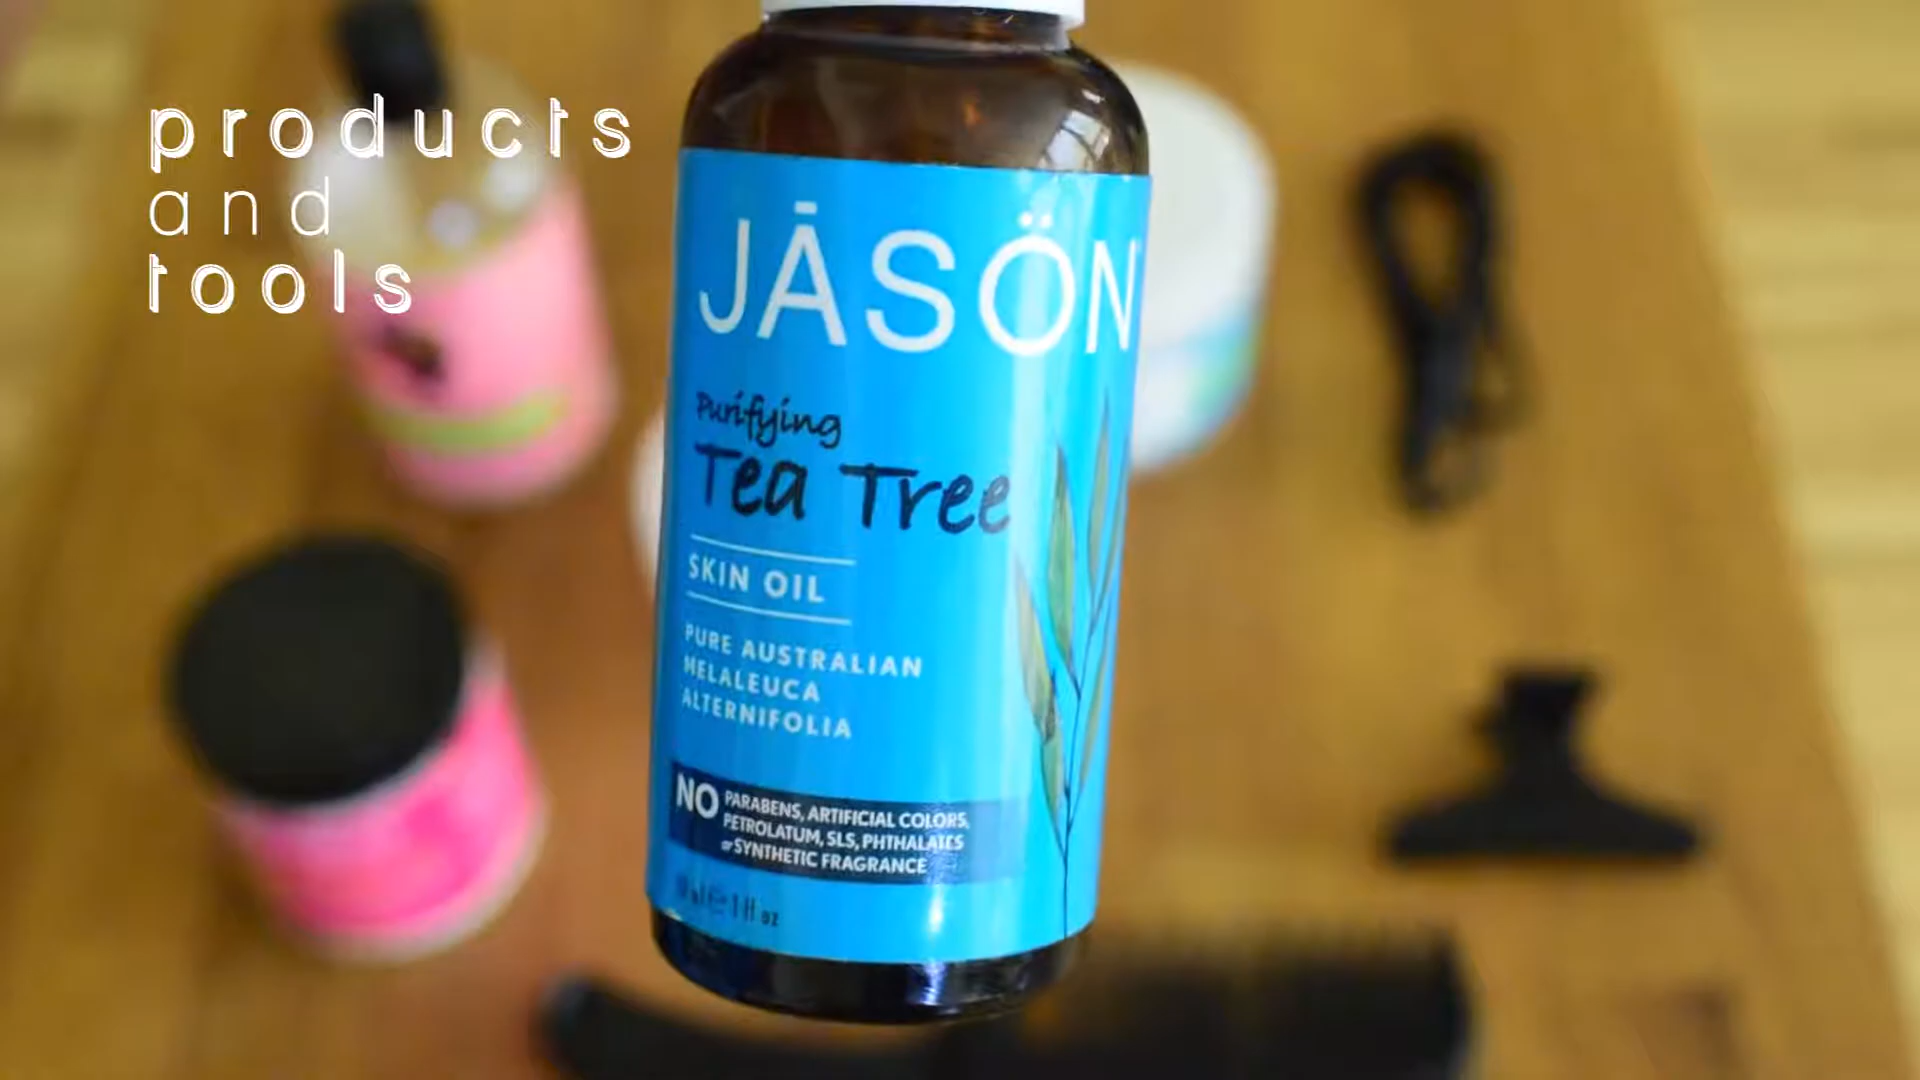 products
and
tools
JĀSÖN
Purifying
Tea Tree
SKIN OIL
PURE AUSTRALIAN
MELALEUCA
ALTERNIFOLIA
NO PARABENS, ARTIFICIAL COLORS,
PETROLATUM, SLS, PHTHALATES
or SYNTHETIC FRAGRANCE
1 fl oz